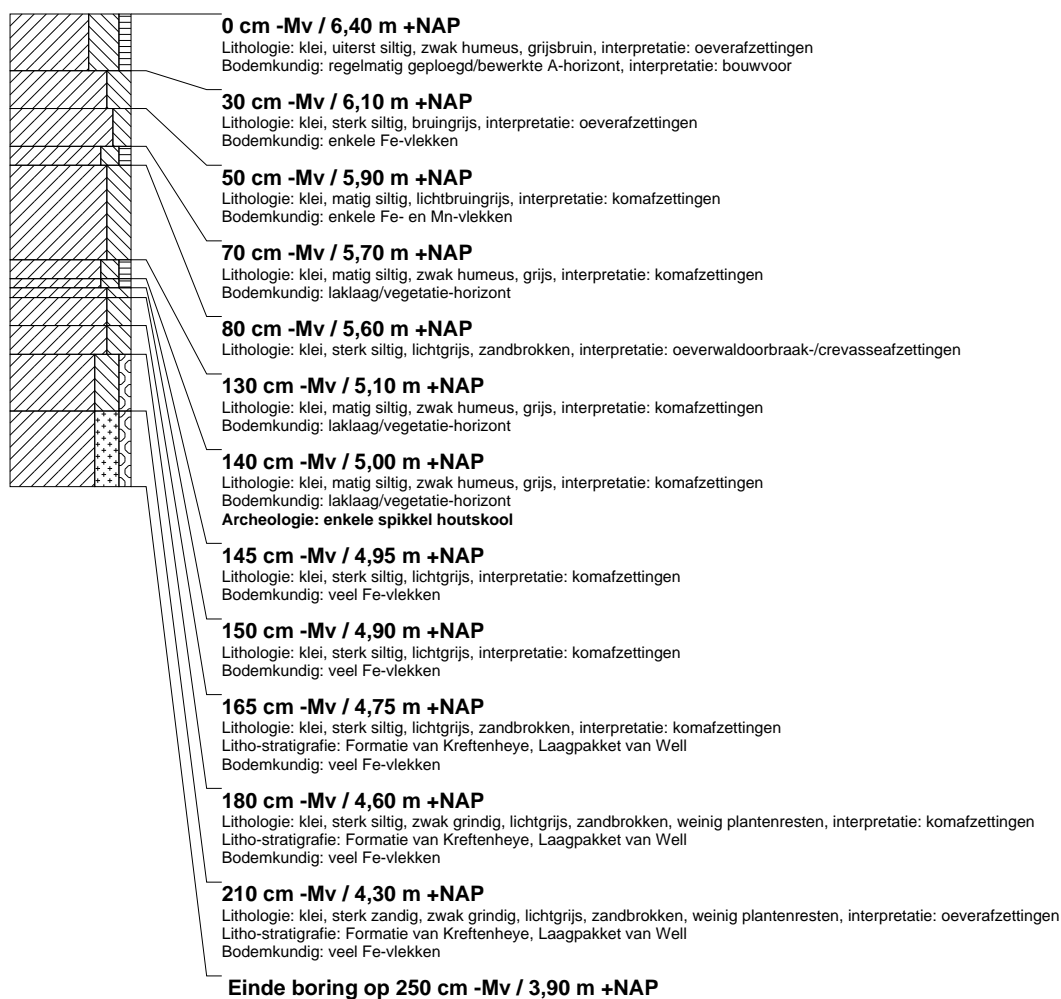 0 cm -Mv / 6,40 m +NAP
Lithologie: klei, uiterst siltig, zwak humeus, grijsbruin, interpretatie: oeverafzettingen
Bodemkundig: regelmatig geploegd/bewerkte A-horizont, interpretatie: bouwvoor
30 cm -Mv / 6,10 m +NAP
Lithologie: klei, sterk siltig, bruingrijs, interpretatie: oeverafzettingen
Bodemkundig: enkele Fe-vlekken
50 cm -Mv / 5,90 m +NAP
Lithologie: klei, matig siltig, lichtbruingrijs, interpretatie: komafzettingen
Bodemkundig: enkele Fe- en Mn-vlekken
70 cm -Mv / 5,70 m +NAP
Lithologie: klei, matig siltig, zwak humeus, grijs, interpretatie: komafzettingen
Bodemkundig: laklaag/vegetatie-horizont
80 cm -Mv / 5,60 m +NAP
Lithologie: klei, sterk siltig, lichtgrijs, zandbrokken, interpretatie: oeverwaldoorbraak-/crevasseafzettingen
130 cm -Mv / 5,10 m +NAP
Lithologie: klei, matig siltig, zwak humeus, grijs, interpretatie: komafzettingen
Bodemkundig: laklaag/vegetatie-horizont
140 cm -Mv / 5,00 m +NAP
Lithologie: klei, matig siltig, zwak humeus, grijs, interpretatie: komafzettingen
Bodemkundig: laklaag/vegetatie-horizont
Archeologie: enkele spikkel houtskool
145 cm -Mv / 4,95 m +NAP
Lithologie: klei, sterk siltig, lichtgrijs, interpretatie: komafzettingen
Bodemkundig: veel Fe-vlekken
150 cm -Mv / 4,90 m +NAP
Lithologie: klei, sterk siltig, lichtgrijs, interpretatie: komafzettingen
Bodemkundig: veel Fe-vlekken
165 cm -Mv / 4,75 m +NAP
Lithologie: klei, sterk siltig, lichtgrijs, zandbrokken, interpretatie: komafzettingen
Litho-stratigrafie: Formatie van Kreftenheye, Laagpakket van Well
Bodemkundig: veel Fe-vlekken
180 cm -Mv / 4,60 m +NAP
Lithologie: klei, sterk siltig, zwak grindig, lichtgrijs, zandbrokken, weinig plantenresten, interpretatie: komafzettingen
Litho-stratigrafie: Formatie van Kreftenheye, Laagpakket van Well
Bodemkundig: veel Fe-vlekken
210 cm -Mv / 4,30 m +NAP
Lithologie: klei, sterk zandig, zwak grindig, lichtgrijs, zandbrokken, weinig plantenresten, interpretatie: oeverafzettingen
Litho-stratigrafie: Formatie van Kreftenheye, Laagpakket van Well
Bodemkundig: veel Fe-vlekken
Einde boring op 250 cm -Mv / 3,90 m +NAP